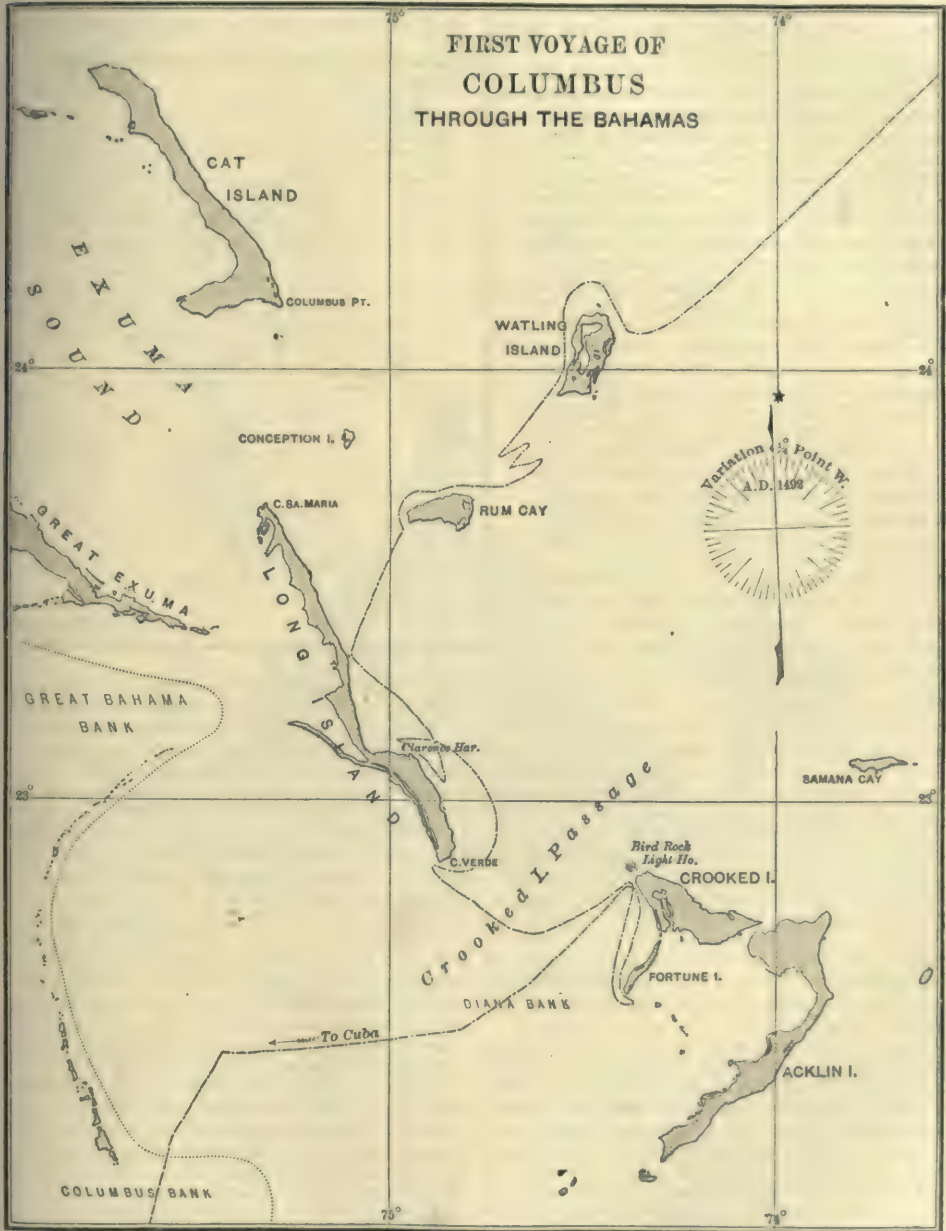 75°
74°
FIRST VOYAGE OF
COLUMBUS
THROUGH THE BAHAMAS
CAT
ISLAND
EXUMA
SOUND
COLUMBUS PT.
WATLING
ISLAND
24°
24°
CONCEPTION I.
Variation ¼ Point W.
A.D. 1492
C. SA. MARIA
RUM CAY
GREAT EXUMA
LONG ISLAND
GREAT BAHAMA
BANK
Clarence Har.
SAMANA CAY
23°
23°
C. VERDE
Crooked I. Passage
Bird Rock
Light Ho.
CROOKED I.
FORTUNE I.
DIANA BANK
To Cuba
ACKLIN I.
COLUMBUS BANK
75°
74°